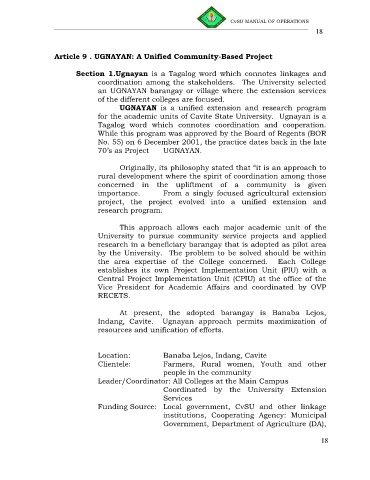 CvSU MANUAL OF OPERATIONS
18
Article 9 . UGNAYAN: A Unified Community-Based Project
Section 1.Ugnayan is a Tagalog word which connotes linkages and
coordination among the stakeholders. The University selected
an UGNAYAN barangay or village where the extension services
of the different colleges are focused.
UGNAYAN is a unified extension and research program
for the academic units of Cavite State University. Ugnayan is a
Tagalog word which connotes coordination and cooperation.
While this program was approved by the Board of Regents (BOR
No. 55) on 6 December 2001, the practice dates back in the late
70's as Project UGNAYAN.
Originally, its philosophy stated that "it is an approach to
rural development where the spirit of coordination among those
concerned in the upliftment of a community is given
importance. From a singly focused agricultural extension
project, the project evolved into a unified extension and
research program.
This approach allows each major academic unit of the
University to pursue community service projects and applied
research in a beneficiary barangay that is adopted as pilot area
by the University. The problem to be solved should be within
the area expertise of the College concerned. Each College
establishes its own Project Implementation Unit (PIU) with a
Central Project Implementation Unit (CPIU) at the office of the
Vice President for Academic Affairs and coordinated by OVP
RECETS.
At present, the adopted barangay is Banaba Lejos,
Indang, Cavite. Ugnayan approach permits maximization of
resources and unification of efforts.
Location: Banaba Lejos, Indang, Cavite
Clientele: Farmers, Rural women, Youth and other
people in the community
Leader/Coordinator: All Colleges at the Main Campus
Coordinated by the University Extension
Services
Funding Source: Local government, CvSU and other linkage
institutions, Cooperating Agency: Municipal
Government, Department of Agriculture (DA),
18